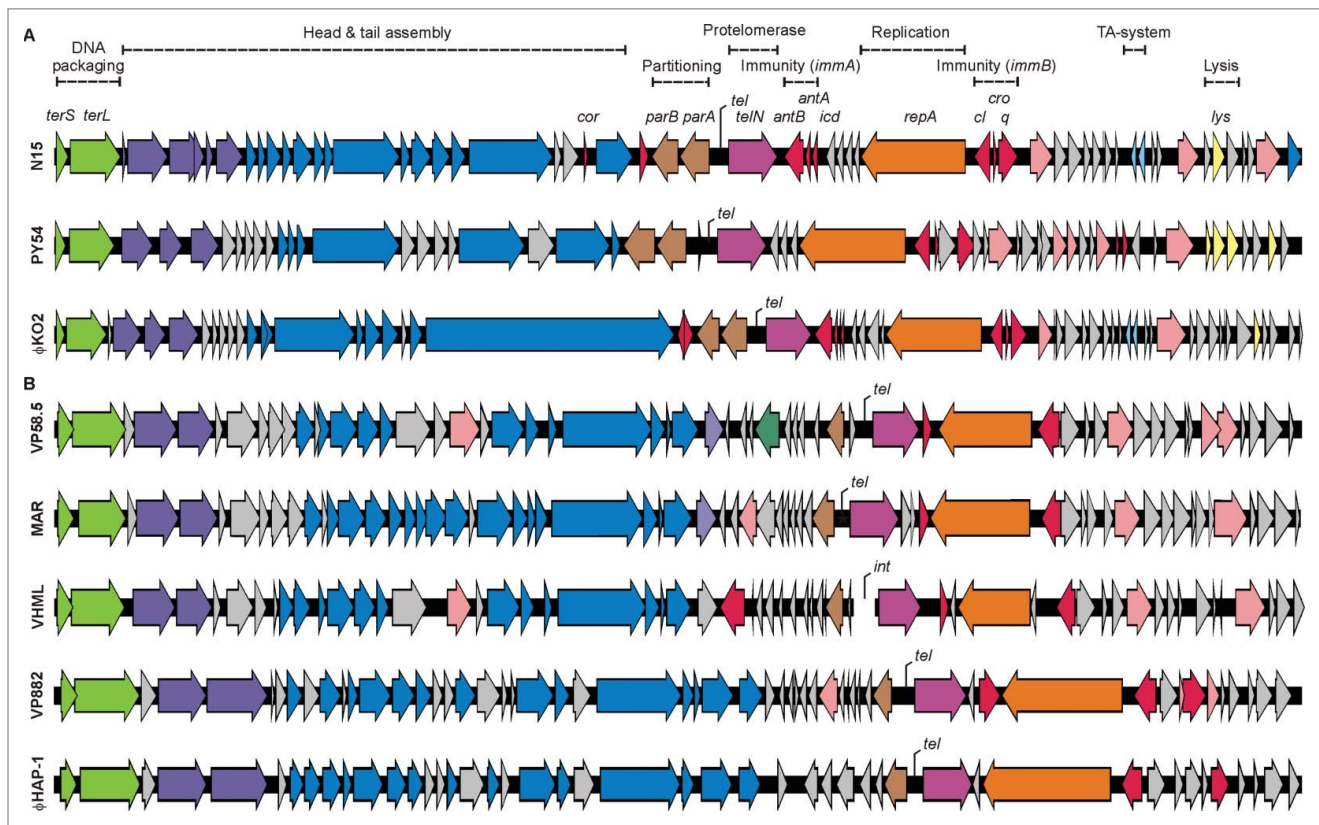 A
Head & tail assembly
Protelomerase
Replication
TA-system
DNA packaging
Partitioning
Immunity (immA)
Immunity (immB)
Lysis
antA
cro
terS terL
cor
parB parA
tel
telN
antB
icd
repA
cI
q
lys
N15
tel
PY54
tel
φKO2
B
tel
VP58.5
tel
MAR
int
VHML
tel
VP882
tel
φHAP-1